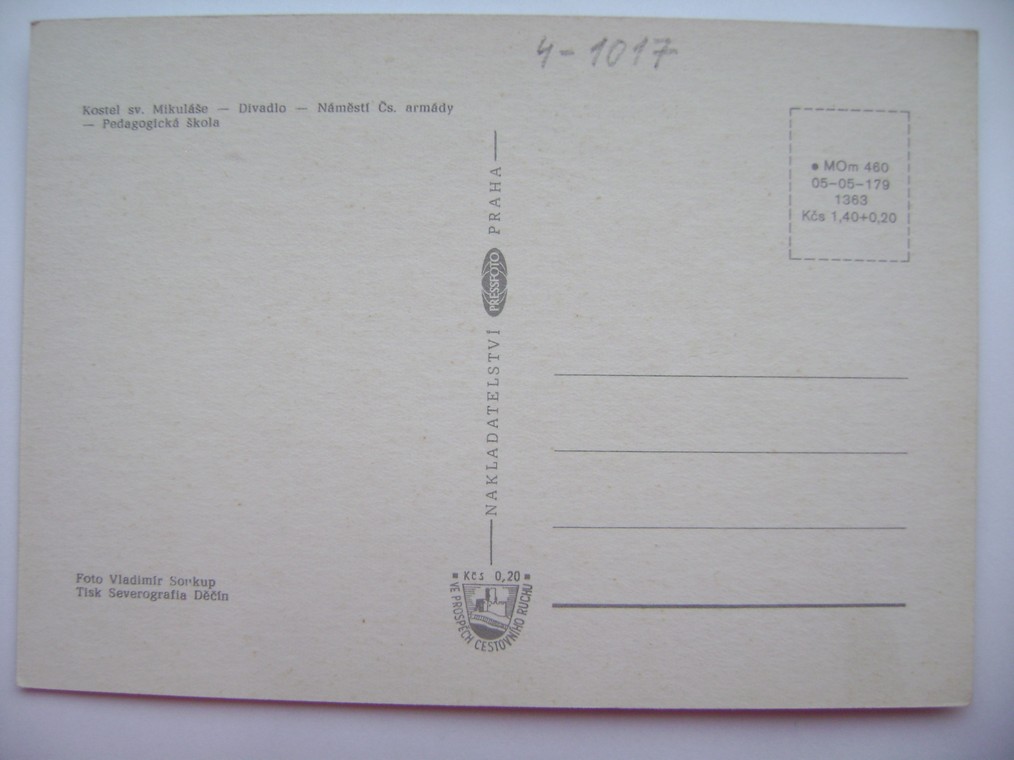 4-1017
Kostel sv. Mikuláše — Divadlo — Náměstí Čs. armády
— Pedagogická škola
• MOm 460
05-05-179
1363
Kčs 1,40+0,20
NAKLADATELSTVÍ PRESSFOTO PRAHA
Foto Vladimír Soukup
Tisk Severografia Děčín
Kčs 0,20
VE PROSPĚCH CESTOVNÍHO RUCHU